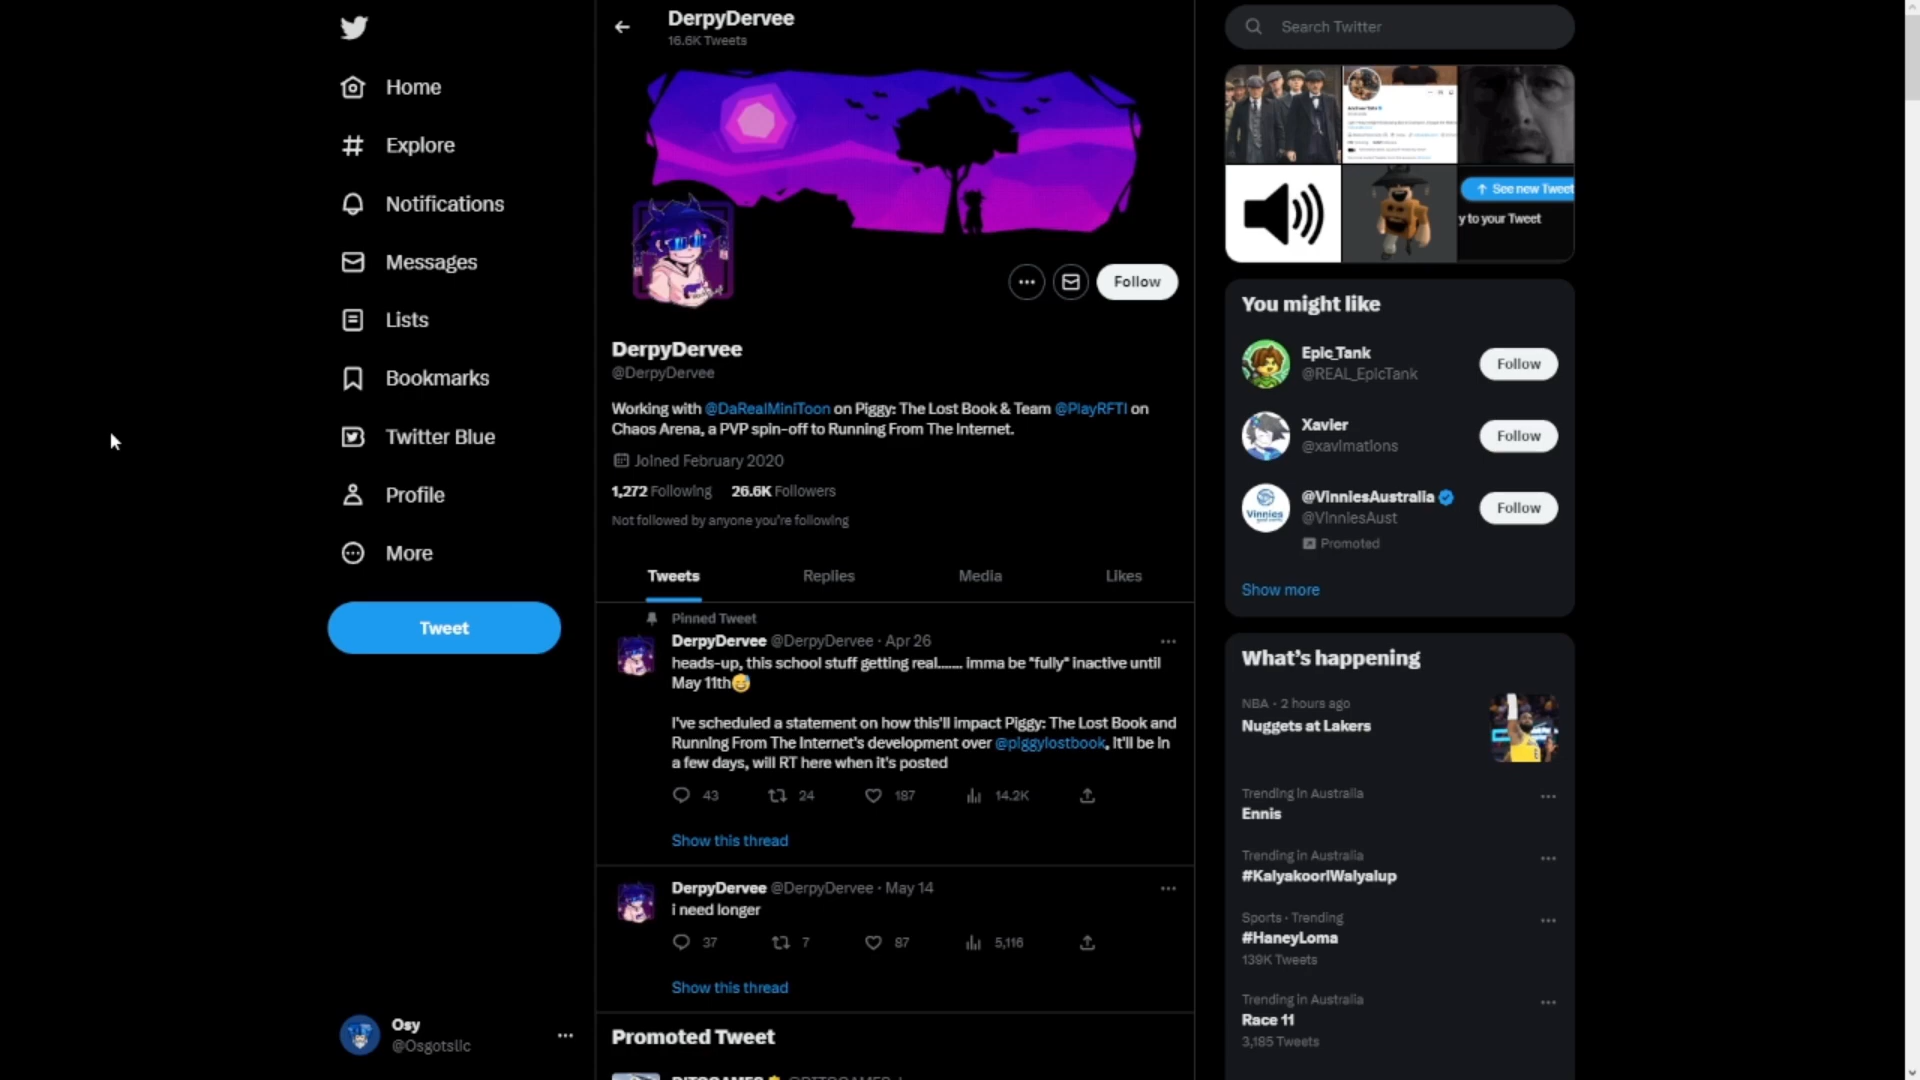 Home
Explore
Notifications
Messages
Lists
Bookmarks
Twitter Blue
Profile
More
Tweet
Osy
@Osgotslic
DerpyDervee
16.6K Tweets
Follow
DerpyDervee
@DerpyDervee
Working with @DaRealMiniToon on Piggy: The Lost Book & Team @PlayRFTI on
Chaos Arena, a PVP spin-off to Running From The Internet.
Joined February 2020
1,272 Following 26.6K Followers
Not followed by anyone you're following
Tweets Replies Media Likes
Pinned Tweet
DerpyDervee @DerpyDervee · Apr 26
heads-up, this school stuff getting real....... imma be "fully" inactive until
May 11th😅
I've scheduled a statement on how this'll impact Piggy: The Lost Book and
Running From The Internet's development over @piggylostbook, It'll be in
a few days, will RT here when it's posted
43 24 187 14.2K
Show this thread
DerpyDervee @DerpyDervee · May 14
i need longer
37 7 87 5,116
Show this thread
Promoted Tweet
Search Twitter
See new Tweet
y to your Tweet
You might like
Epic_Tank
@REAL_EpicTank
Follow
Xavier
@xavimations
Follow
@VinniesAustralia
@VinniesAust
Follow
Vinnies
Promoted
Show more
What's happening
NBA · 2 hours ago
Nuggets at Lakers
Trending in Australia
Ennis
Trending in Australia
#KalyakoorlWalyalup
Sports · Trending
#HaneyLoma
139K Tweets
Trending in Australia
Race 11
3,185 Tweets